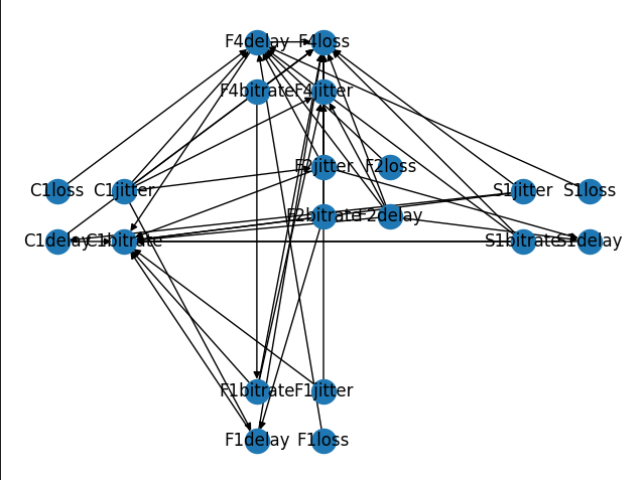 F4delay F4loss
F4bitrate F4jitter
F2jitter F2loss
C1loss C1jitter S1jitter S1loss
F2bitrate F2delay
C1delay C1bitrate S1bitrate S1delay
F1bitrate F1jitter
F1delay F1loss